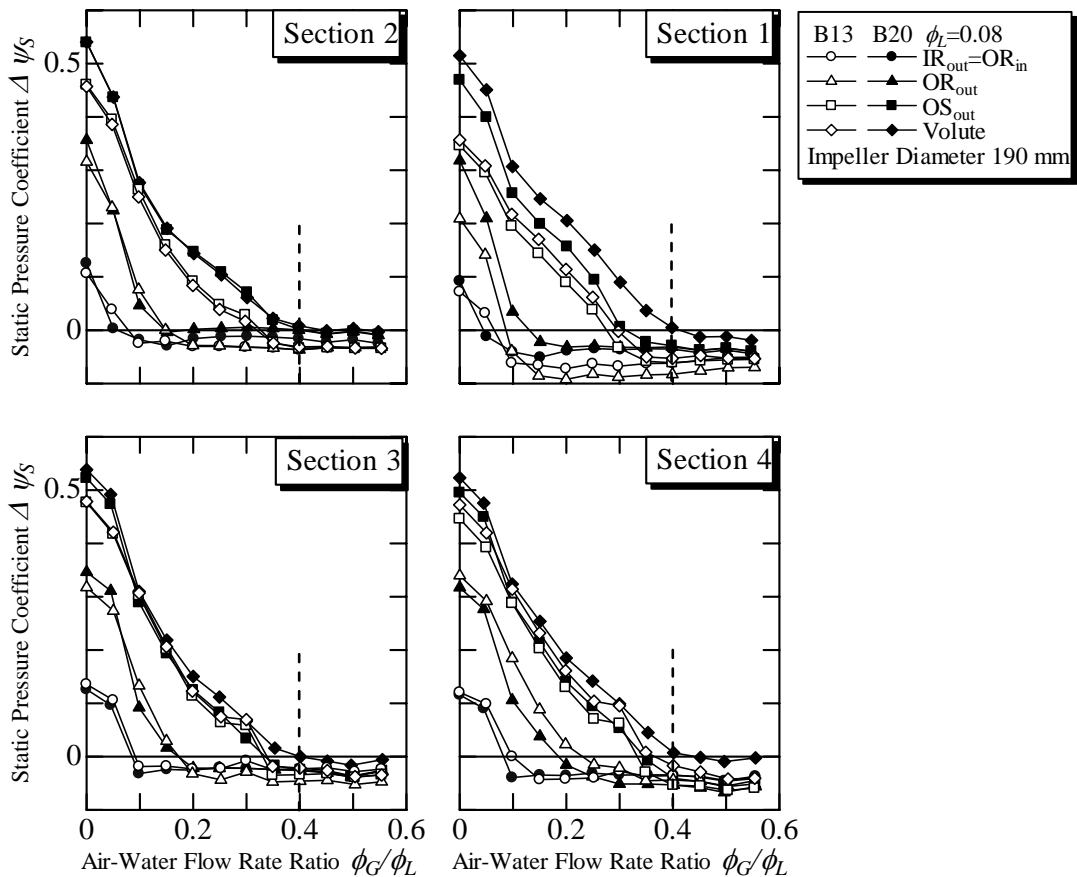 Section 2
Section 1
B13 B20 ϕL=0.08
IRout=ORin
ORout
OSout
Volute
Impeller Diameter 190 mm
Static Pressure Coefficient Δ ψS
0.5
0
Section 3
Section 4
Static Pressure Coefficient Δ ψS
0.5
0
0 0.2 0.4 0.6 0 0.2 0.4 0.6
Air-Water Flow Rate Ratio ϕG/ϕL Air-Water Flow Rate Ratio ϕG/ϕL